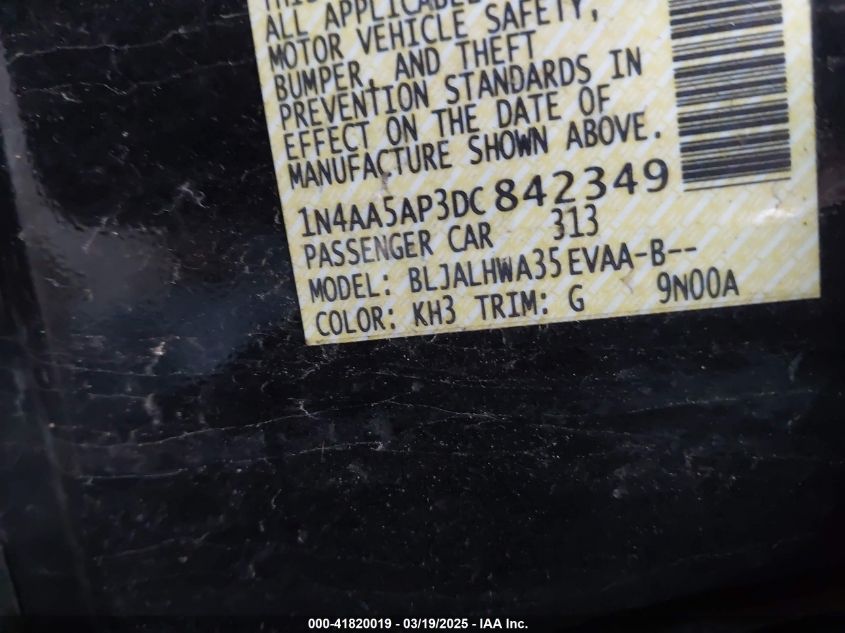 ALL APPLICABLE
MOTOR VEHICLE SAFETY,
BUMPER, AND THEFT
PREVENTION STANDARDS IN
EFFECT ON THE DATE OF
MANUFACTURE SHOWN ABOVE.
1N4AA5AP3DC842349
PASSENGER CAR 313
MODEL: BLJALHWA35EVAA-B--
COLOR: KH3 TRIM: G 9N00A
000-41820019 - 03/19/2025 - IAA Inc.